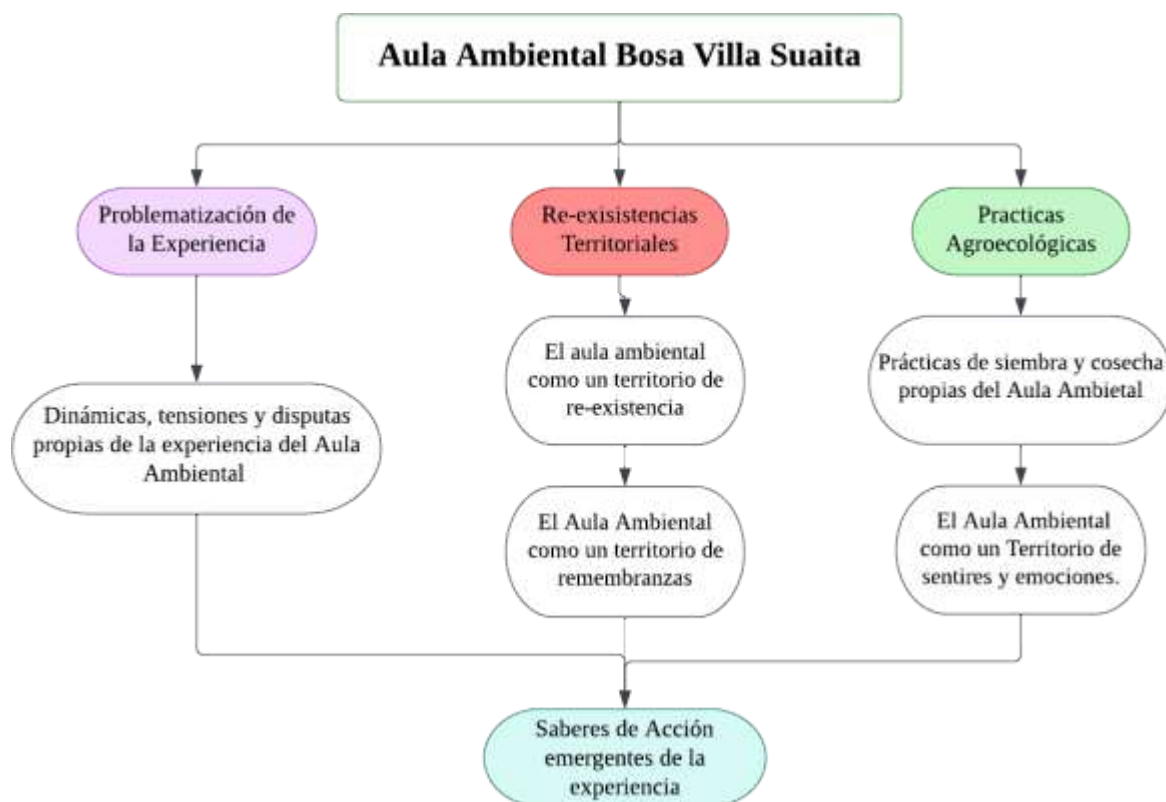 Aula Ambiental Bosa Villa Suaita
Problematización de
la Experiencia
Re-exisistencias
Territoriales
Practicas
Agroecológicas
Dinámicas, tensiones y disputas
propias de la experiencia del Aula
Ambiental
El aula ambiental
como un territorio de
re-existencia
Prácticas de siembra y cosecha
propias del Aula Ambietal
El Aula Ambiental
como un territorio de
remembranzas
El Aula Ambiental
como un Territorio de
sentires y emociones.
Saberes de Acción
emergentes de la
experiencia